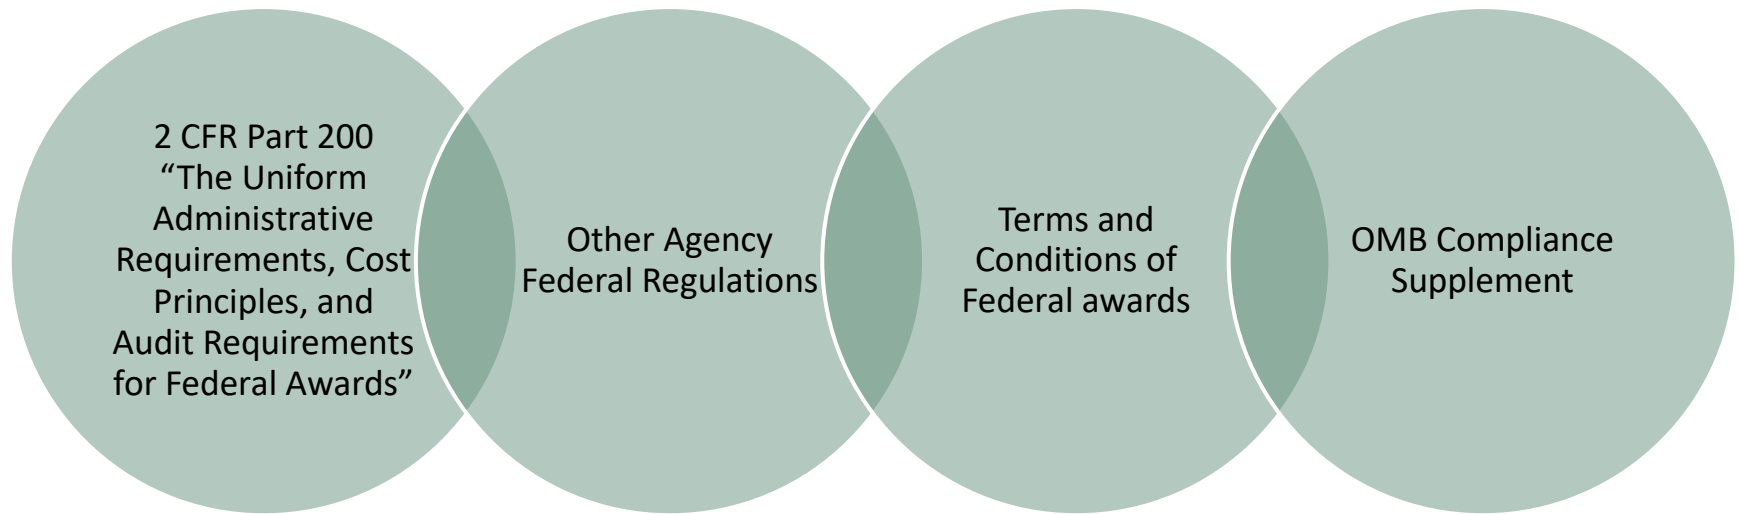 2 CFR Part 200
“The Uniform
Administrative
Requirements, Cost
Principles, and
Audit Requirements
for Federal Awards”
Other Agency
Federal Regulations
Terms and
Conditions of
Federal awards
OMB Compliance
Supplement